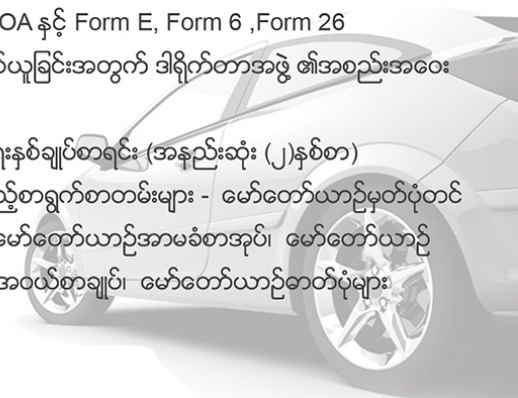 OA နှင့် Form E, Form 6 ,Form 26
ယူခြင်းအတွက် ဒါရိုက်တာအဖွဲ့ ၏အစည်းအဝေး
နှစ်ချုပ်စာရင်း (အနည်းဆုံး (၂)နှစ်စာ)
စာရွက်စာတမ်းများ - မော်တော်ယာဉ်မှတ်ပုံတင်
မော်တော်ယာဉ်အာမခံစာအုပ်၊ မော်တော်ယာဉ်
အဝယ်စာချုပ်၊ မော်တော်ယာဉ်ဓာတ်ပုံများ